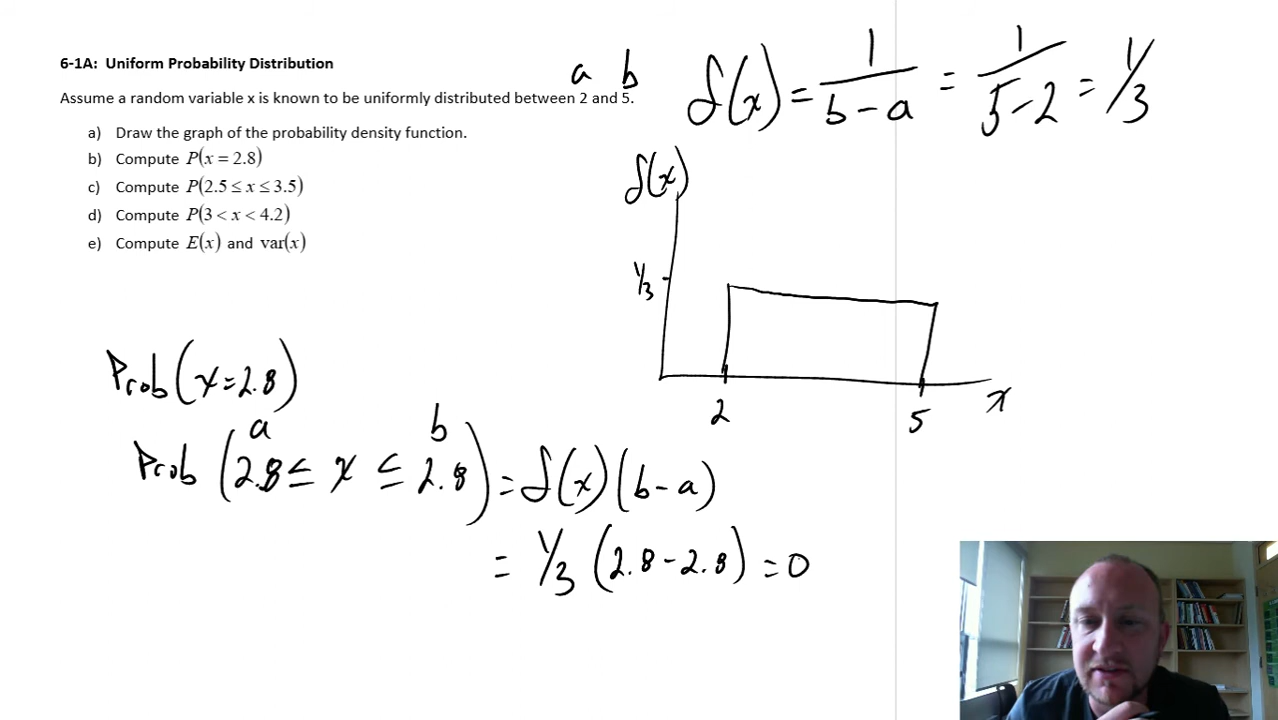 6-1A: Uniform Probability Distribution
a b
Assume a random variable x is known to be uniformly distributed between 2 and 5.
a) Draw the graph of the probability density function.
b) Compute P(x = 2.8)
c) Compute P(2.5 ≤ x ≤ 3.5)
d) Compute P(3 < x < 4.2)
e) Compute E(x) and var(x)
f(x) = 1/(b-a) = 1/(5-2) = 1/3
f(x)
1/3
2 5 x
Prob(x=2.8)
a b
Prob (2.8 ≤ x ≤ 2.8) = f(x)(b-a)
= 1/3 (2.8-2.8) = 0